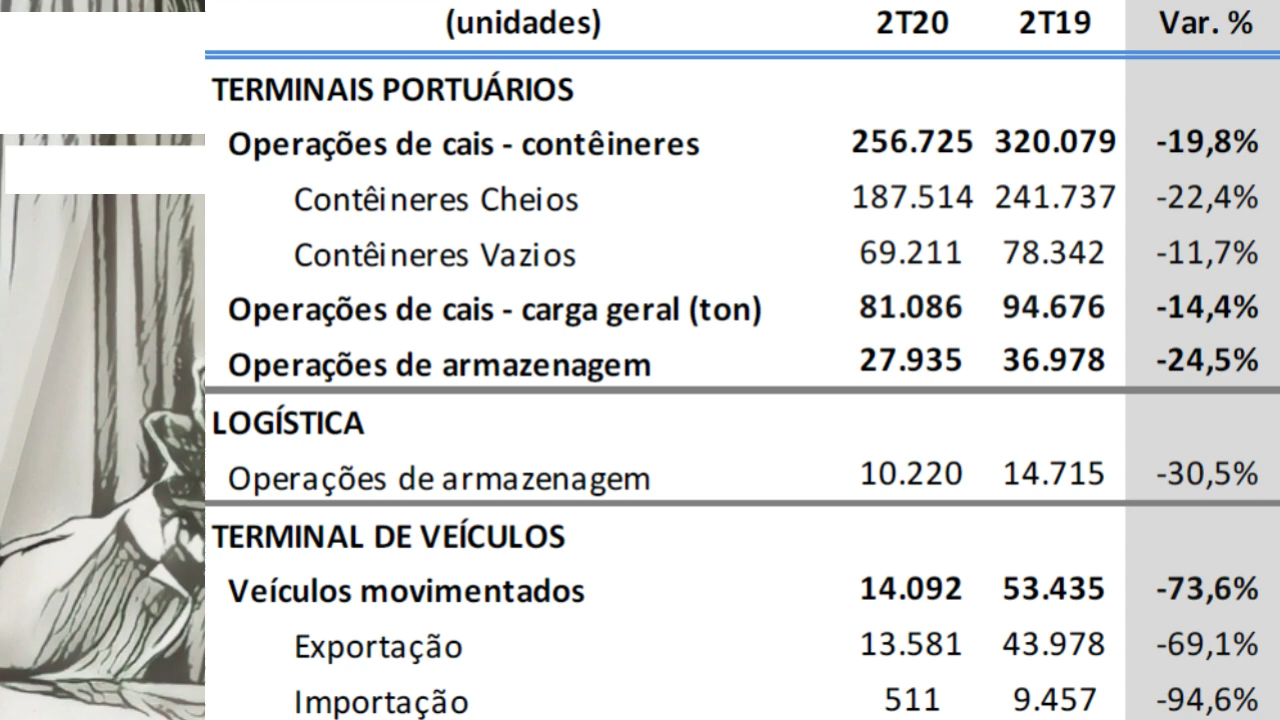 (unidades) 2T20 2T19 Var. %
TERMINAIS PORTUÁRIOS
Operações de cais - contêineres 256.725 320.079 -19,8%
Contêineres Cheios 187.514 241.737 -22,4%
Contêineres Vazios 69.211 78.342 -11,7%
Operações de cais - carga geral (ton) 81.086 94.676 -14,4%
Operações de armazenagem 27.935 36.978 -24,5%
LOGÍSTICA
Operações de armazenagem 10.220 14.715 -30,5%
TERMINAL DE VEÍCULOS
Veículos movimentados 14.092 53.435 -73,6%
Exportação 13.581 43.978 -69,1%
Importação 511 9.457 -94,6%